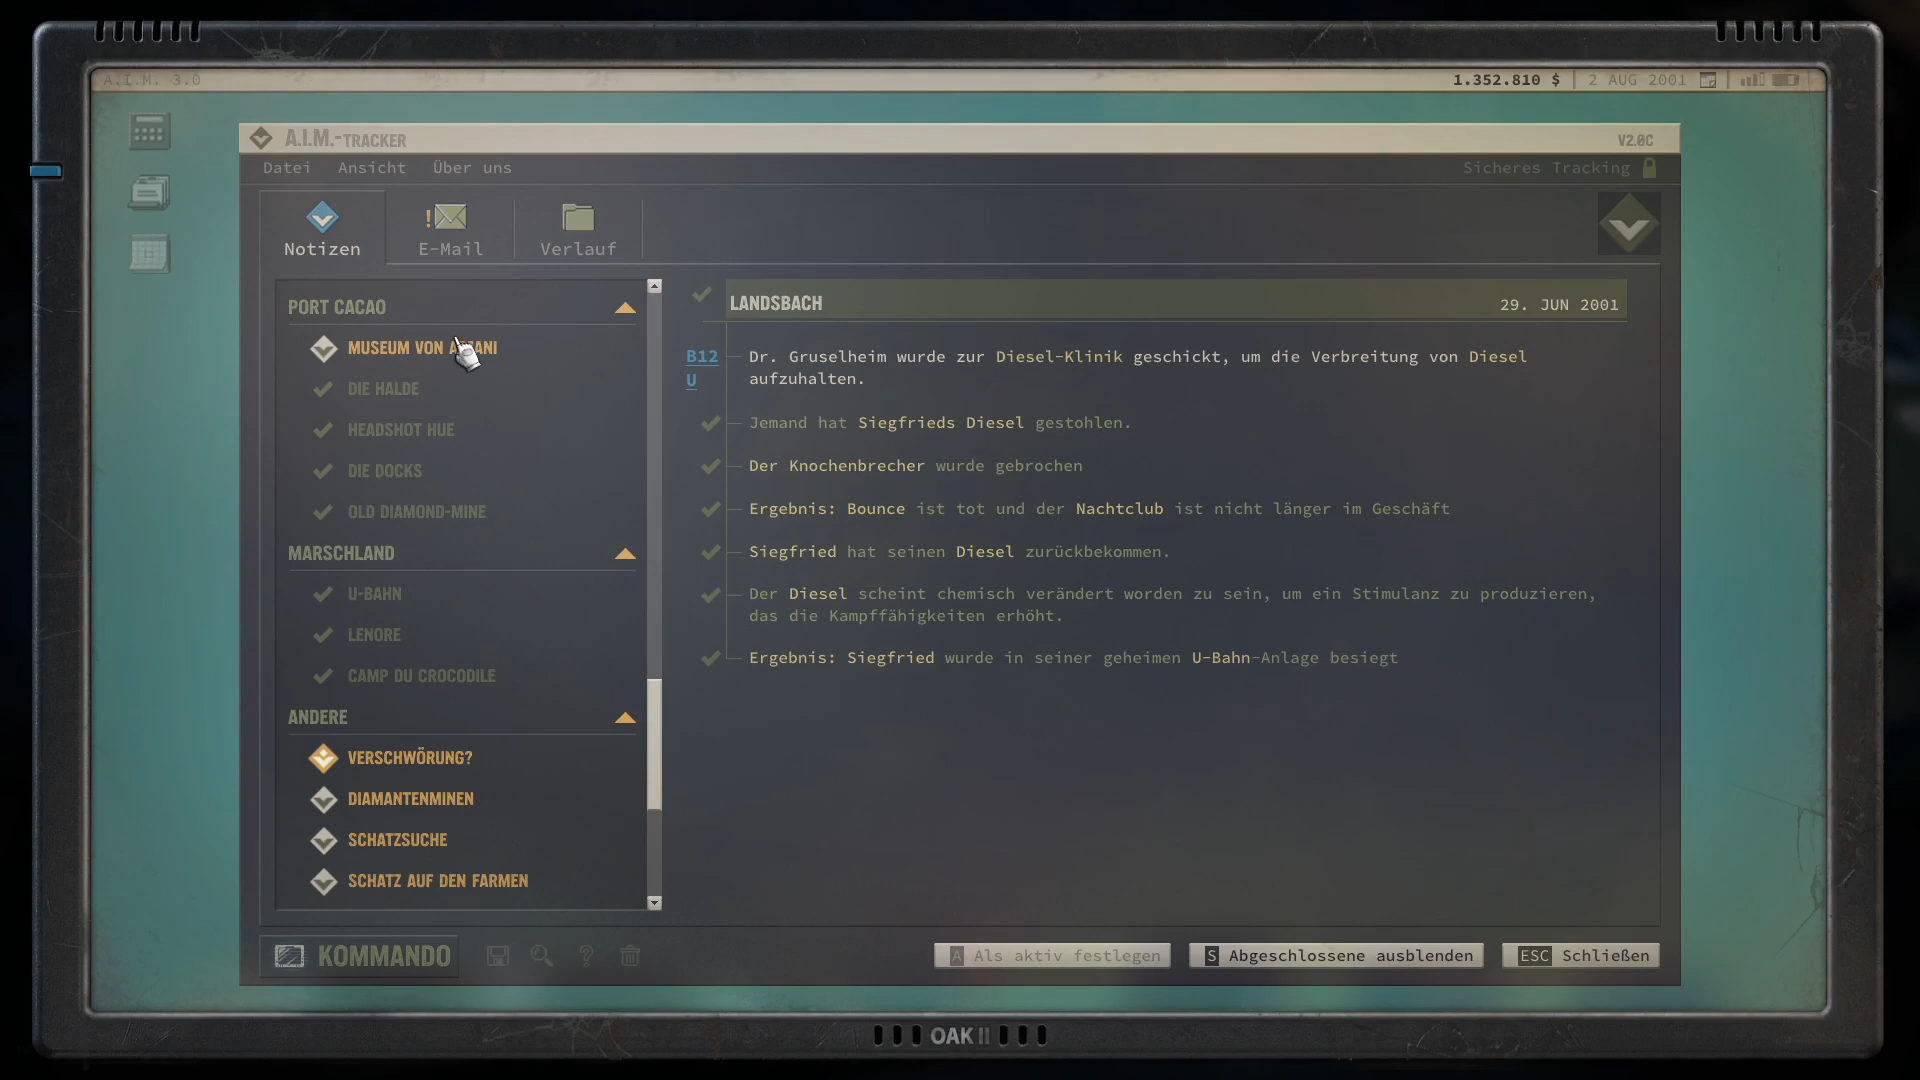 A.I.M. 3.0
1.352.810 $
2 AUG 2001
A.I.M.-TRACKER
V2.0C
Datei Ansicht Über uns
Sicheres Tracking
Notizen
! E-Mail
Verlauf
PORT CACAO
MUSEUM VON
DIE HALDE
HEADSHOT HUE
DIE DOCKS
OLD DIAMOND-MINE
MARSCHLAND
U-BAHN
LENORE
CAMP DU CROCODILE
ANDERE
VERSCHWÖRUNG?
DIAMANTENMINEN
SCHATZSUCHE
SCHATZ AUF DEN FARMEN
LANDSBACH
29. JUN 2001
B12
U
Dr. Gruselheim wurde zur Diesel-Klinik geschickt, um die Verbreitung von Diesel
aufzuhalten.
Jemand hat Siegfrieds Diesel gestohlen.
Der Knochenbrecher wurde gebrochen
Ergebnis: Bounce ist tot und der Nachtclub ist nicht länger im Geschäft
Siegfried hat seinen Diesel zurückbekommen.
Der Diesel scheint chemisch verändert worden zu sein, um ein Stimulanz zu produzieren,
das die Kampffähigkeiten erhöht.
Ergebnis: Siegfried wurde in seiner geheimen U-Bahn-Anlage besiegt
KOMMANDO
?
A Als aktiv festlegen
S Abgeschlossene ausblenden
ESC Schließen
OAK II